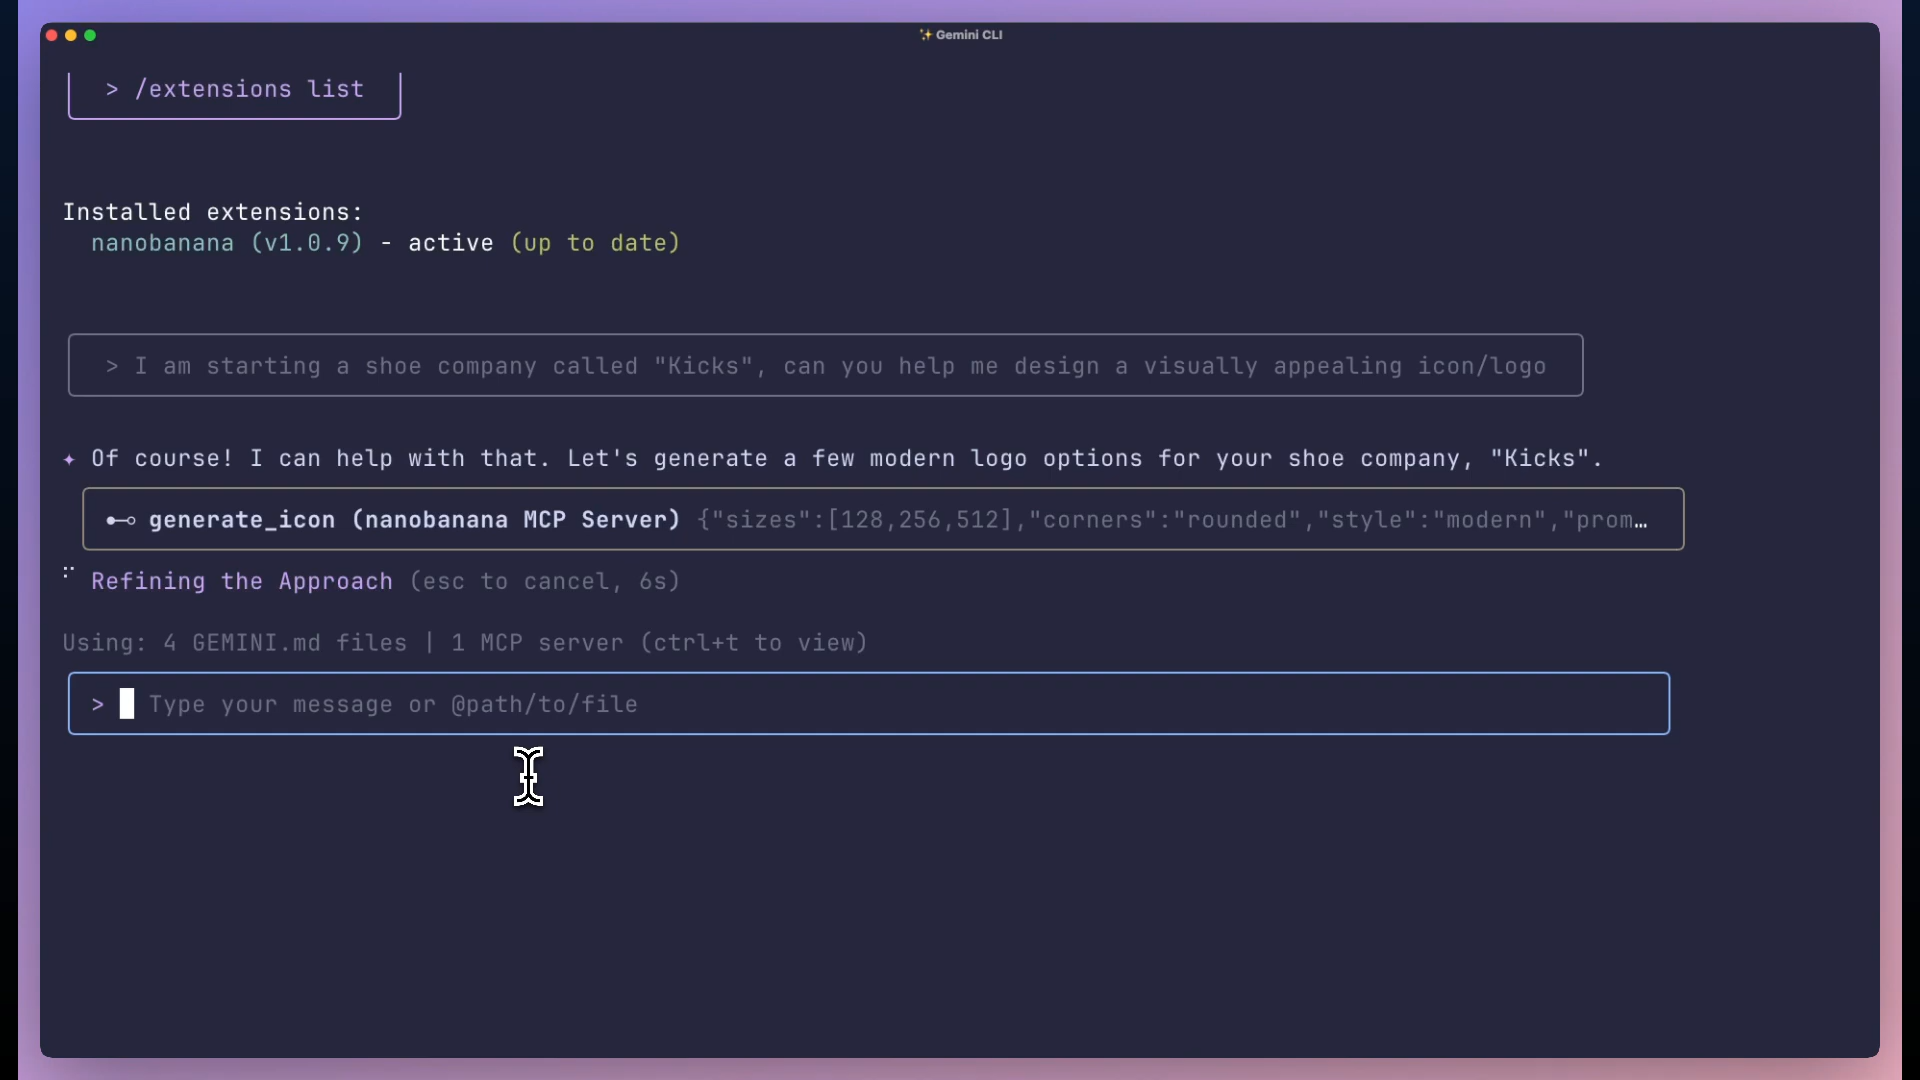 ✨ Gemini CLI
> /extensions list
Installed extensions:
nanobanana (v1.0.9) - active (up to date)
> I am starting a shoe company called "Kicks", can you help me design a visually appealing icon/logo
✦ Of course! I can help with that. Let's generate a few modern logo options for your shoe company, "Kicks".
generate_icon (nanobanana MCP Server) {"sizes":[128,256,512],"corners":"rounded","style":"modern","prom…
Refining the Approach (esc to cancel, 6s)
Using: 4 GEMINI.md files | 1 MCP server (ctrl+t to view)
> Type your message or @path/to/file